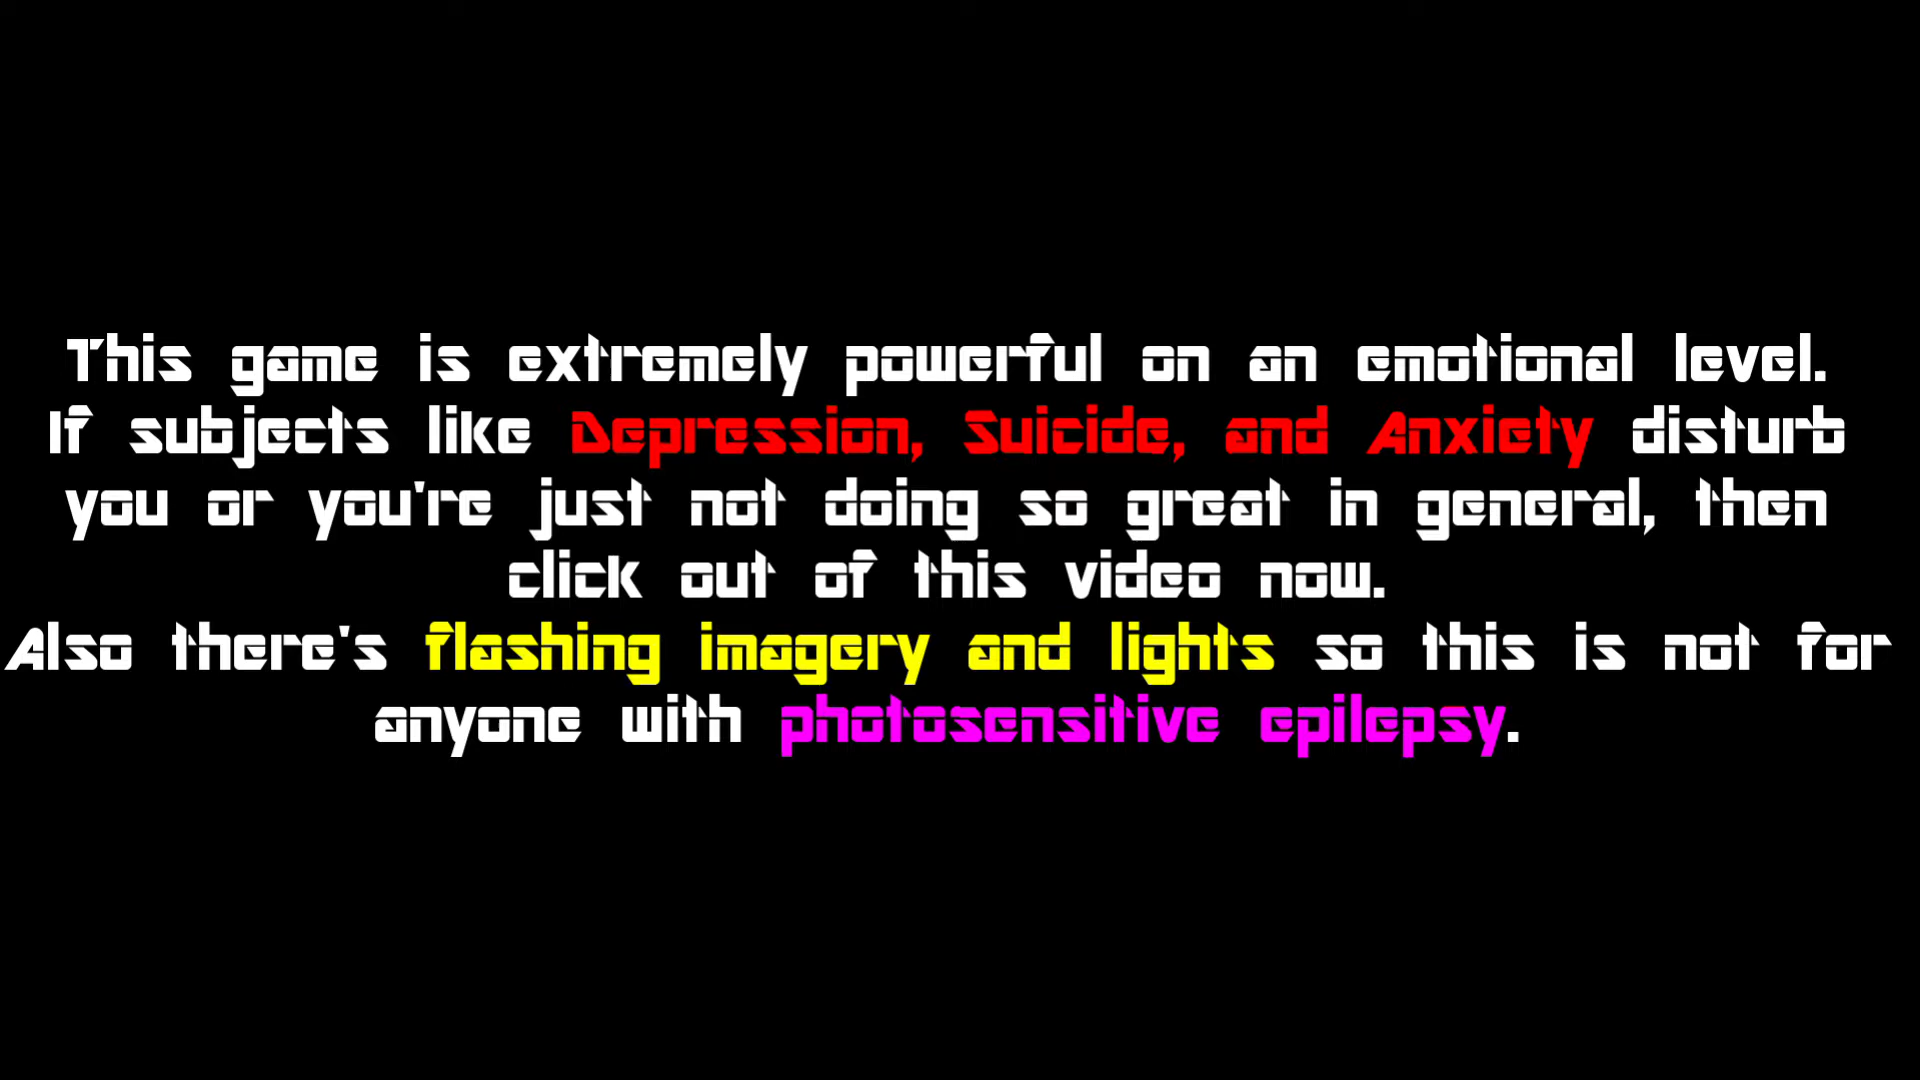 This game is extremely powerful on an emotional level.
If subjects like Depression, Suicide, and Anxiety disturb
you or you're just not doing so great in general, then
click out of this video now.
Also there's flashing imagery and lights so this is not for
anyone with photosensitive epilepsy.